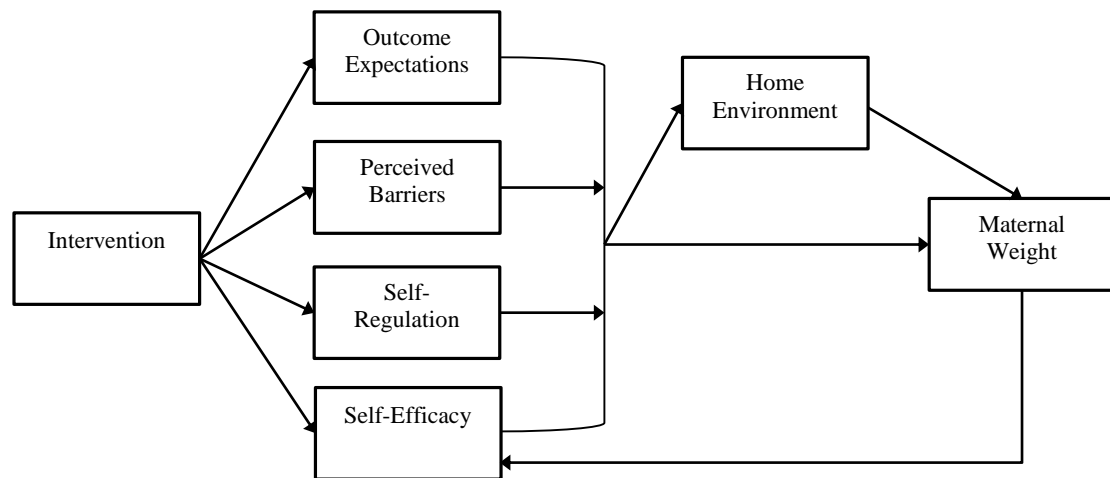 Outcome
Expectations
Home
Environment
Perceived
Barriers
Intervention
Maternal
Weight
Self-
Regulation
Self-Efficacy